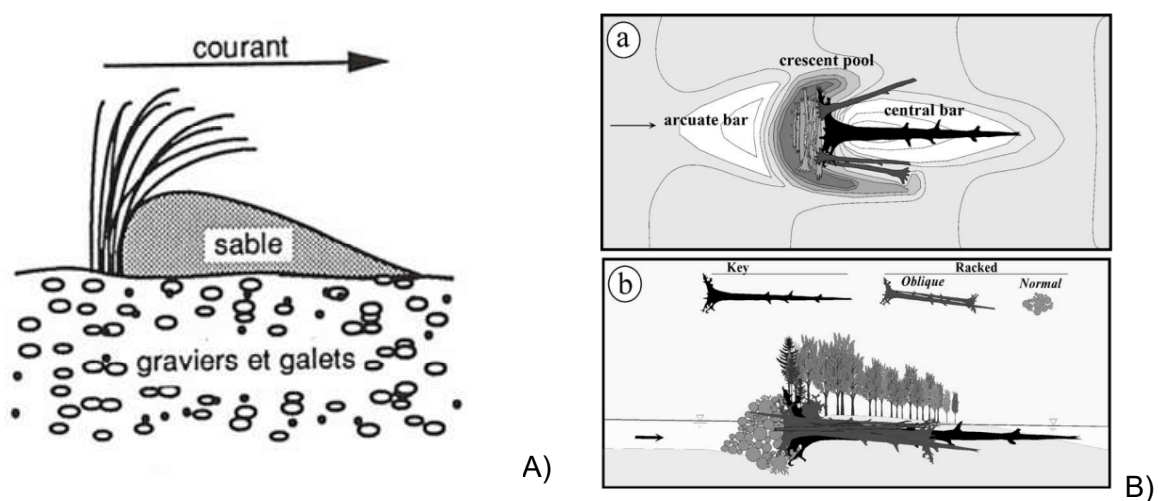 courant
sable
graviers et galets
A)
a
crescent pool
arcuate bar
central bar
b
Key
Racked
Oblique
Normal
B)